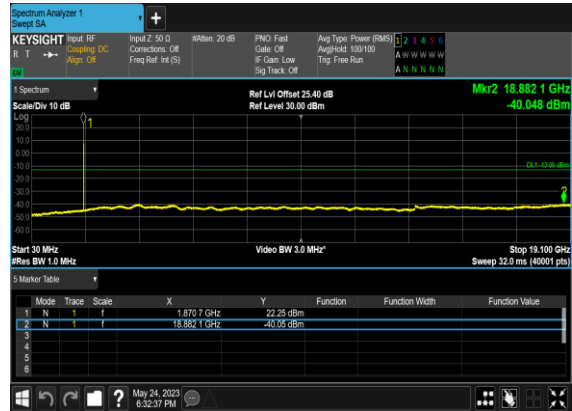 Spectrum Analyzer 1
Swept SA
+
KEYSIGHT Input: RF Input Z: 50 Ω #Atten: 20 dB PNO: Fast Avg Type: Power (RMS) 1 2 3 4 5 6
R T Coupling: DC Corrections: Off Gate: Off Avg|Hold: 100/100 A W W W W W
Align: Off Freq Ref: Int (S) IF Gain: Low Trig: Free Run
Sig Track: Off A N N N N N
1 Spectrum Ref Lvl Offset 25.40 dB Mkr2 18.882 1 GHz
Scale/Div 10 dB Ref Level 30.00 dBm -40.048 dBm
Log
1
20.0
10.0
0.00
-10.0 DL1 -13.00 dBm
-20.0
-30.0 2
-40.0
-50.0
-60.0
Start 30 MHz Video BW 3.0 MHz* Stop 19.100 GHz
#Res BW 1.0 MHz Sweep 32.0 ms (40001 pts)
5 Marker Table
Mode Trace Scale X Y Function Function Width Function Value
1 N 1 f 1.870 7 GHz 22.25 dBm
2 N 1 f 18.882 1 GHz -40.05 dBm
3
4
5
6
? May 24, 2023
6:32:37 PM